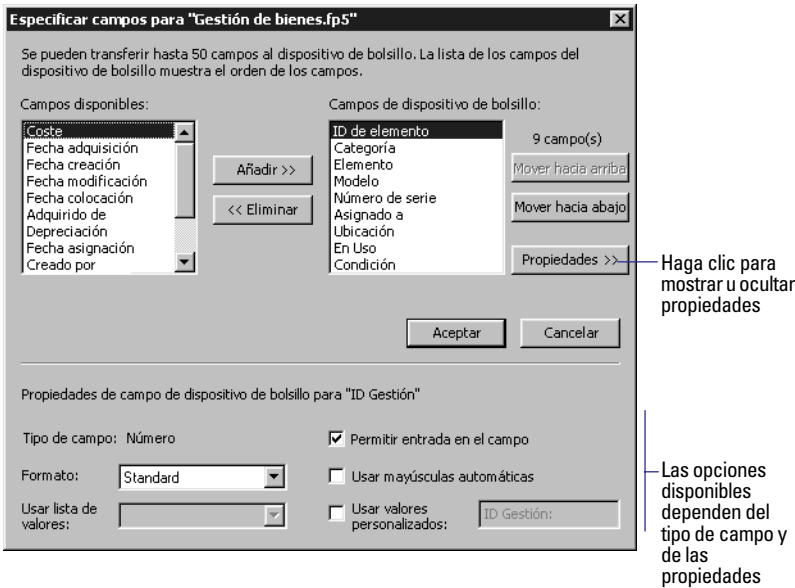 Especificar campos para "Gestión de bienes.fp5"
Se pueden transferir hasta 50 campos al dispositivo de bolsillo. La lista de los campos del
dispositivo de bolsillo muestra el orden de los campos.
Campos disponibles:
Coste
Fecha adquisición
Fecha creación
Fecha modificación
Fecha colocación
Adquirido de
Depreciación
Fecha asignación
Creado por
Añadir >>
<< Eliminar
Campos de dispositivo de bolsillo:
ID de elemento
Categoría
Elemento
Modelo
Número de serie
Asignado a
Ubicación
En Uso
Condición
9 campo(s)
Mover hacia arriba
Mover hacia abajo
Propiedades >>
Haga clic para
mostrar u ocultar
propiedades
Aceptar
Cancelar
Propiedades de campo de dispositivo de bolsillo para "ID Gestión"
Tipo de campo: Número
Permitir entrada en el campo
Formato:
Standard
Usar mayúsculas automáticas
Usar lista de
valores:
Usar valores
personalizados:
ID Gestión:
Las opciones
disponibles
dependen del
tipo de campo y
de las
propiedades